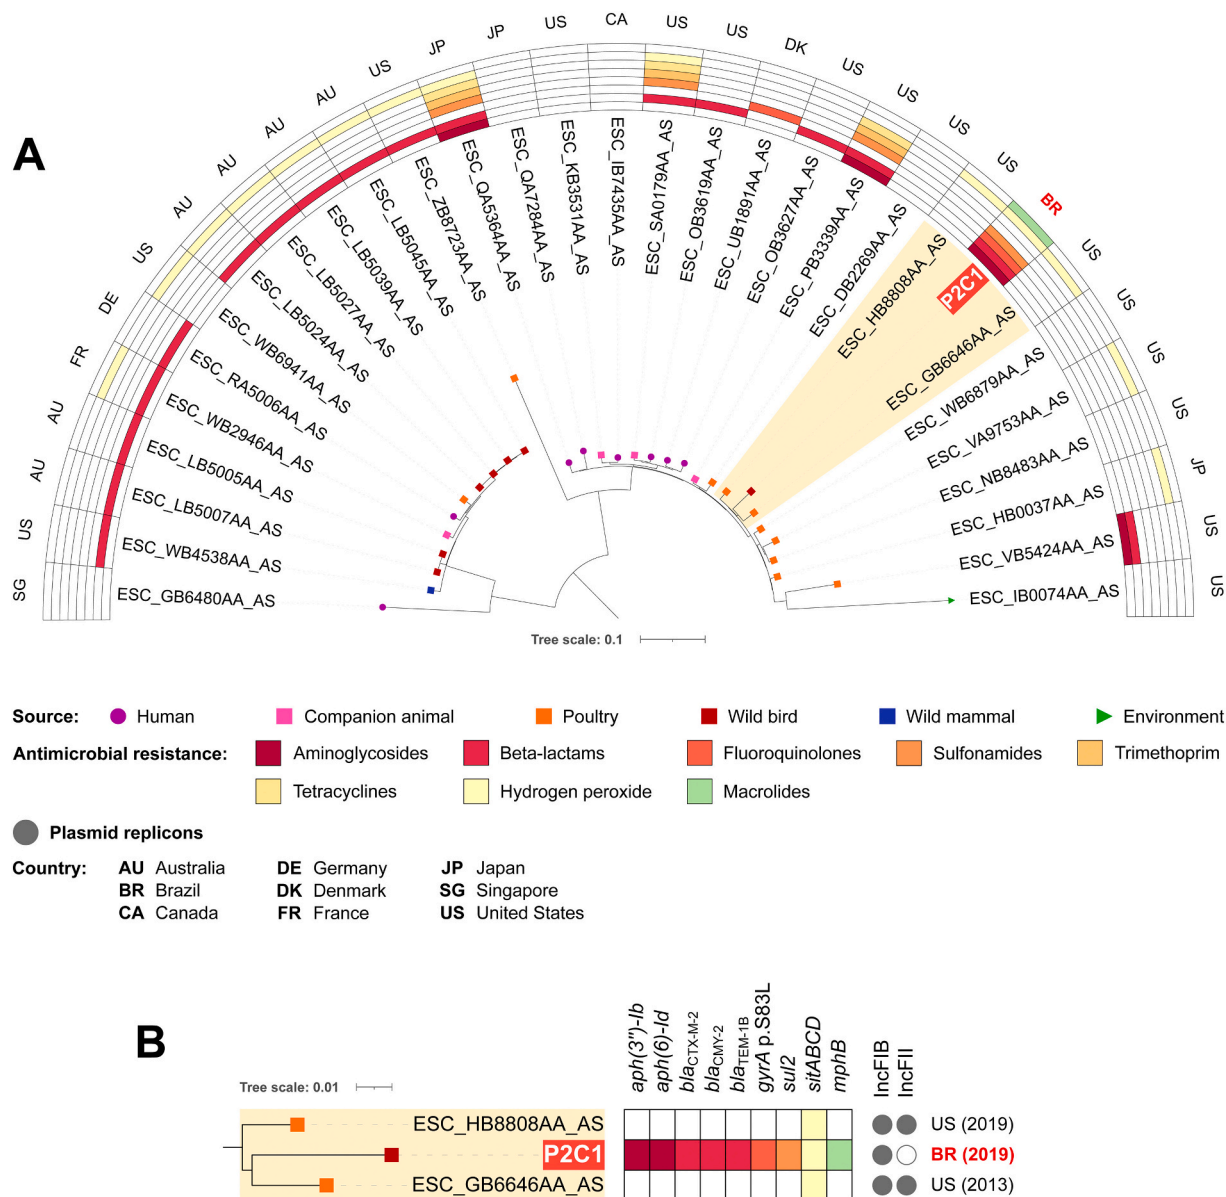 A
SG
US
AU
AU
FR
DE
US
AU
AU
AU
AU
US
JP
JP
US
CA
US
US
DK
US
US
US
US
BR
US
US
US
US
JP
US
US
ESC_GB6480AA_AS
ESC_WB4538AA_AS
ESC_LB5007AA_AS
ESC_LB5005AA_AS
ESC_WB2946AA_AS
ESC_RA5006AA_AS
ESC_WB6941AA_AS
ESC_LB5024AA_AS
ESC_LB5027AA_AS
ESC_LB5039AA_AS
ESC_LB5045AA_AS
ESC_ZB8723AA_AS
ESC_QA5364AA_AS
ESC_QA7284AA_AS
ESC_KB3531AA_AS
ESC_IB7435AA_AS
ESC_SA0179AA_AS
ESC_OB3619AA_AS
ESC_UB1891AA_AS
ESC_OB3627AA_AS
ESC_PB3339AA_AS
ESC_DB2269AA_AS
ESC_HB8808AA_AS
P2C1
ESC_GB6646AA_AS
ESC_WB6879AA_AS
ESC_VA9753AA_AS
ESC_NB8483AA_AS
ESC_HB0037AA_AS
ESC_VB5424AA_AS
ESC_IB0074AA_AS
Tree scale: 0.1
Source: Human Companion animal Poultry Wild bird Wild mammal Environment
Antimicrobial resistance: Aminoglycosides Beta-lactams Fluoroquinolones Sulfonamides Trimethoprim
Tetracyclines Hydrogen peroxide Macrolides
Plasmid replicons
Country: AU Australia DE Germany JP Japan
BR Brazil DK Denmark SG Singapore
CA Canada FR France US United States
B
aph(3")-Ib
aph(6)-Id
blaCTX-M-2
blaCMY-2
blaTEM-1B
gyrA p.S83L
sul2
sitABCD
mphB
IncFIB
IncFII
Tree scale: 0.01
ESC_HB8808AA_AS US (2019)
P2C1 BR (2019)
ESC_GB6646AA_AS US (2013)